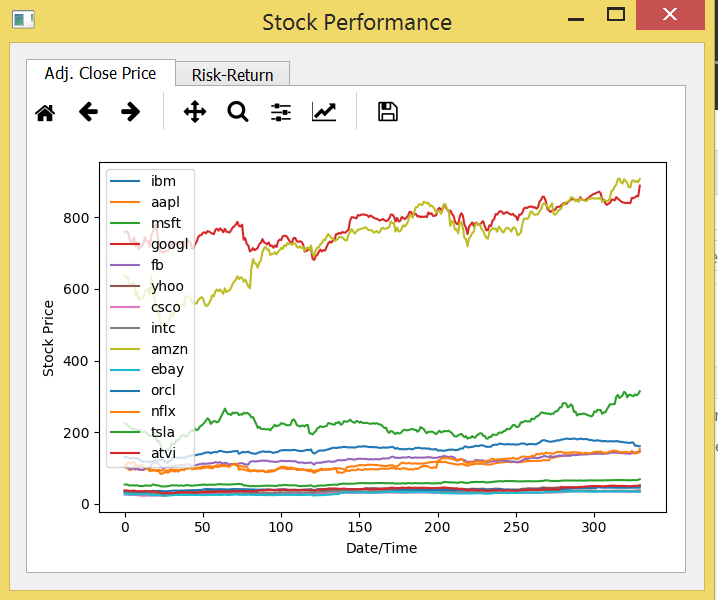 Stock Performance
Adj. Close Price
Risk-Return
ibm
aapl
msft
googl
fb
yhoo
csco
intc
amzn
ebay
orcl
nflx
tsla
atvi
Stock Price
800
600
400
200
0
0 50 100 150 200 250 300
Date/Time